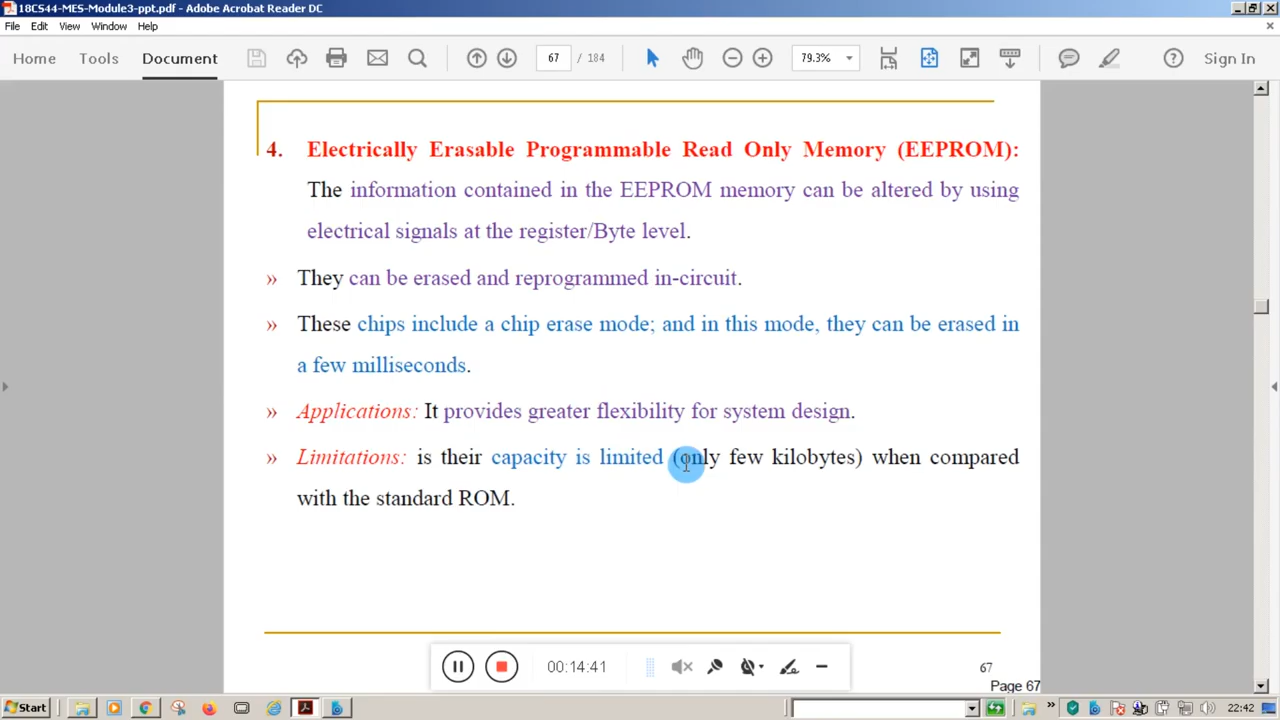 18CS44-MES-Module3-ppt.pdf - Adobe Acrobat Reader DC
File Edit View Window Help
Home Tools Document 67 / 184 79.3% Sign In
4. Electrically Erasable Programmable Read Only Memory (EEPROM):
The information contained in the EEPROM memory can be altered by using
electrical signals at the register/Byte level.
» They can be erased and reprogrammed in-circuit.
» These chips include a chip erase mode; and in this mode, they can be erased in
a few milliseconds.
» Applications: It provides greater flexibility for system design.
» Limitations: is their capacity is limited (only few kilobytes) when compared
with the standard ROM.
00:14:41
67
Page 67
Start 22:42